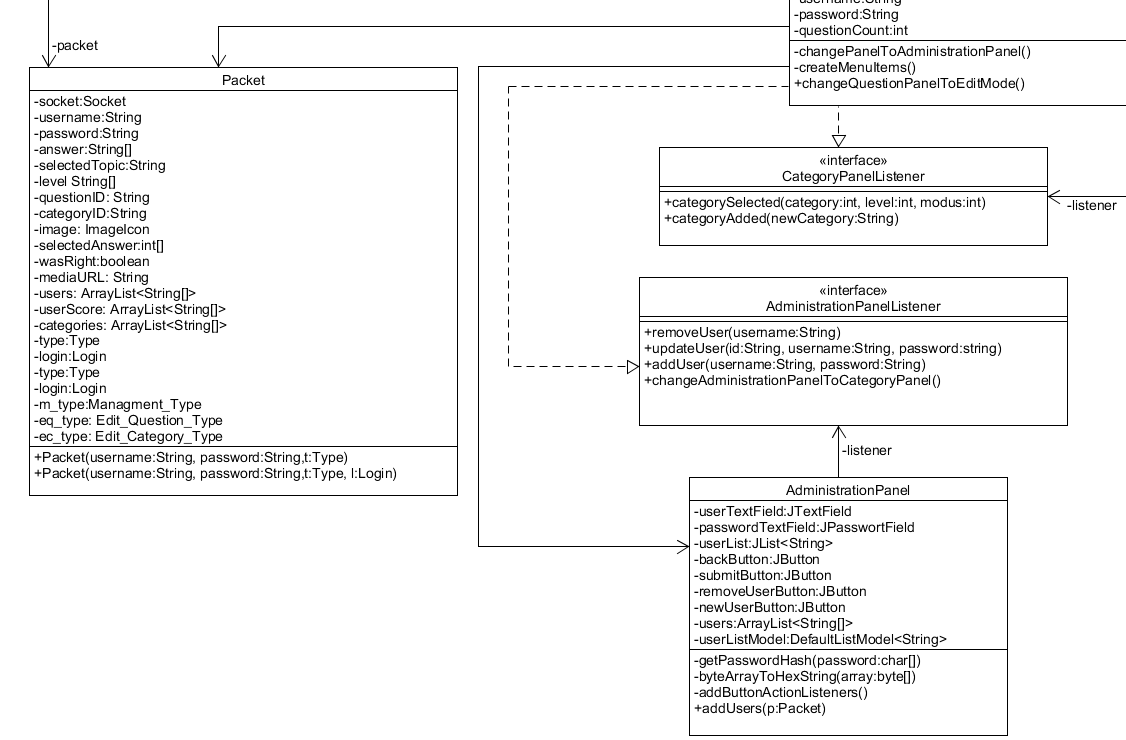 -username:String
-password:String
-questionCount:int
-changePanelToAdministrationPanel()
-createMenuItems()
+changeQuestionPanelToEditMode()
-packet
Packet
-socket:Socket
-username:String
-password:String
-answer:String[]
-selectedTopic:String
-level String[]
-questionID: String
-categoryID:String
-image: ImageIcon
-selectedAnswer:int[]
-wasRight:boolean
-mediaURL: String
-users: ArrayList<String[]>
-userScore: ArrayList<String[]>
-categories: ArrayList<String[]>
-type:Type
-login:Login
-type:Type
-login:Login
-m_type:Managment_Type
-eq_type: Edit_Question_Type
-ec_type: Edit_Category_Type
+Packet(username:String, password:String,t:Type)
+Packet(username:String, password:String,t:Type, l:Login)
«interface»
CategoryPanelListener
+categorySelected(category:int, level:int, modus:int)
+categoryAdded(newCategory:String)
-listener
«interface»
AdministrationPanelListener
+removeUser(username:String)
+updateUser(id:String, username:String, password:string)
+addUser(username:String, password:String)
+changeAdministrationPanelToCategoryPanel()
-listener
AdministrationPanel
-userTextField:JTextField
-passwordTextField:JPasswortField
-userList:JList<String>
-backButton:JButton
-submitButton:JButton
-removeUserButton:JButton
-newUserButton:JButton
-users:ArrayList<String[]>
-userListModel:DefaultListModel<String>
-getPasswordHash(password:char[])
-byteArrayToHexString(array:byte[])
-addButtonActionListeners()
+addUsers(p:Packet)